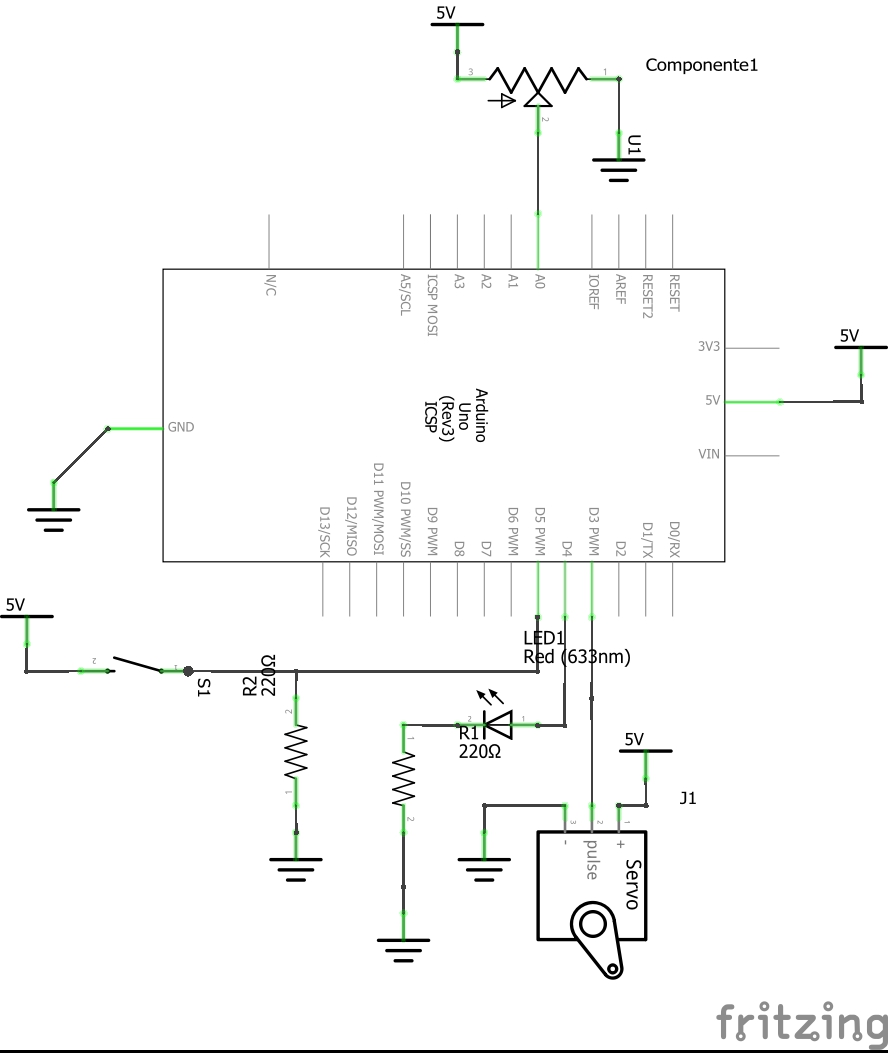 5V
Componente1
3
1
2
U1
N/C
A5/SCL
ICSP MOSI
A3
A2
A1
A0
IOREF
AREF
RESET2
RESET
3V3
5V
5V
VIN
GND
Arduino
Uno
(Rev3)
ICSP
D13/SCK
D12/MISO
D11 PWM/MOSI
D10 PWM/SS
D9 PWM
D8
D7
D6 PWM
D5 PWM
D4
D3 PWM
D2
D1/TX
D0/RX
5V
2
1
S1
R2
220Ω
2
1
LED1
Red (633nm)
2
1
R1
220Ω
1
2
5V
J1
3
2
1
-
pulse
+
Servo
fritzing